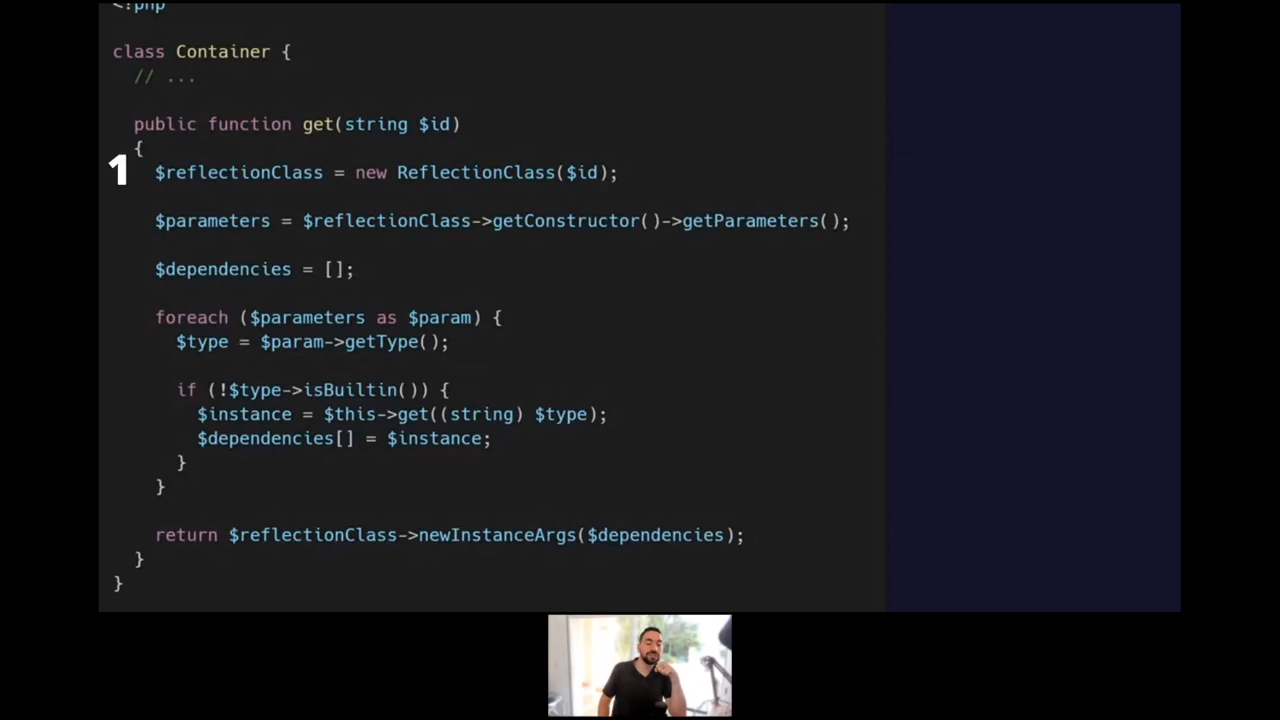 <?php
class Container {
// ...
public function get(string $id)
{
1
$reflectionClass = new ReflectionClass($id);
$parameters = $reflectionClass->getConstructor()->getParameters();
$dependencies = [];
foreach ($parameters as $param) {
$type = $param->getType();
if (!$type->isBuiltin()) {
$instance = $this->get((string) $type);
$dependencies[] = $instance;
}
}
return $reflectionClass->newInstanceArgs($dependencies);
}
}